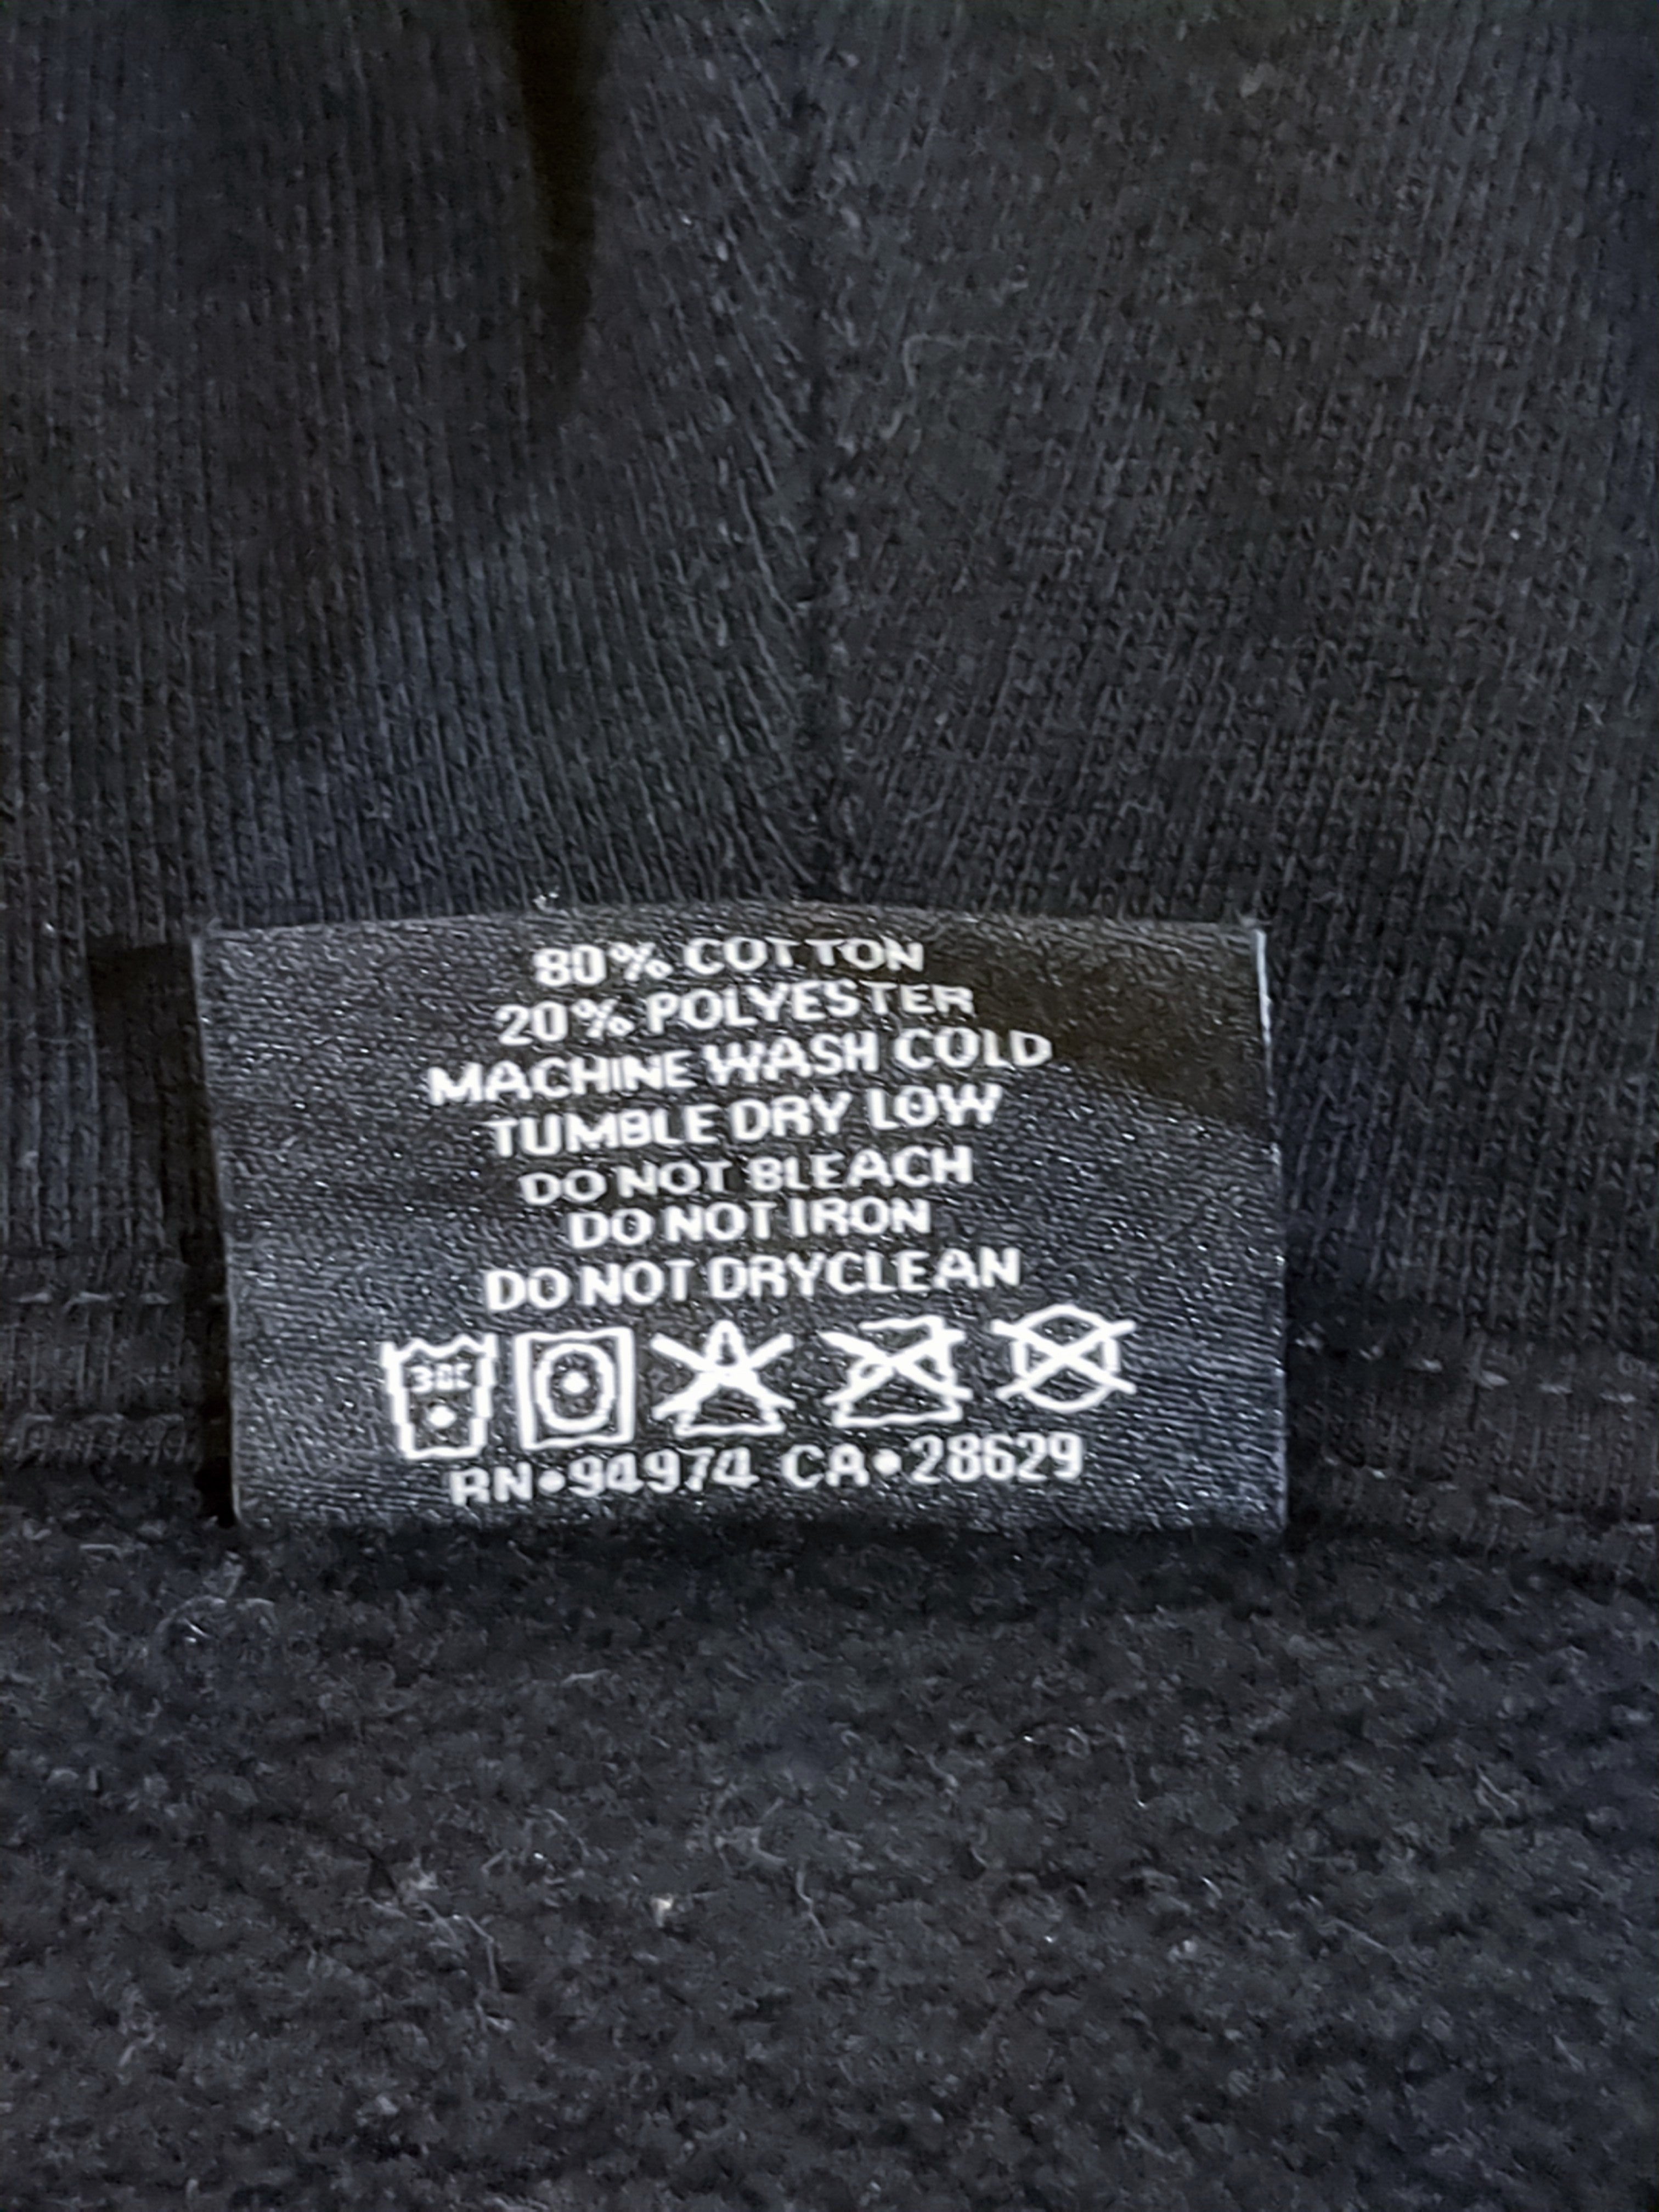 80% COTTON
20% POLYESTER
MACHINE WASH COLD
TUMBLE DRY LOW
DO NOT BLEACH
DO NOT IRON
DO NOT DRYCLEAN
30C
RN•94974 CA•28629